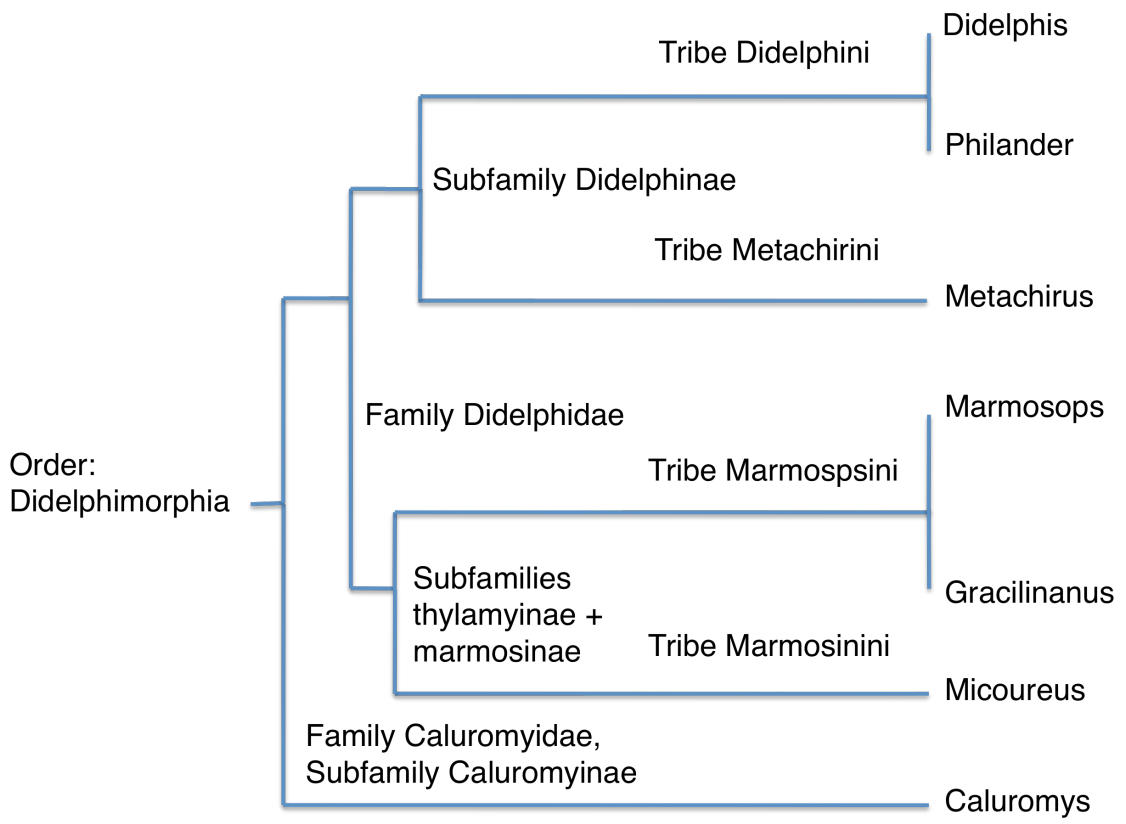 Didelphis
Tribe Didelphini
Philander
Subfamily Didelphinae
Tribe Metachirini
Metachirus
Marmosops
Family Didelphidae
Tribe Marmospsini
Order:
Didelphimorphia
Subfamilies
thylamyinae +
marmosinae
Gracilinanus
Tribe Marmosinini
Micoureus
Family Caluromyidae,
Subfamily Caluromyinae
Caluromys